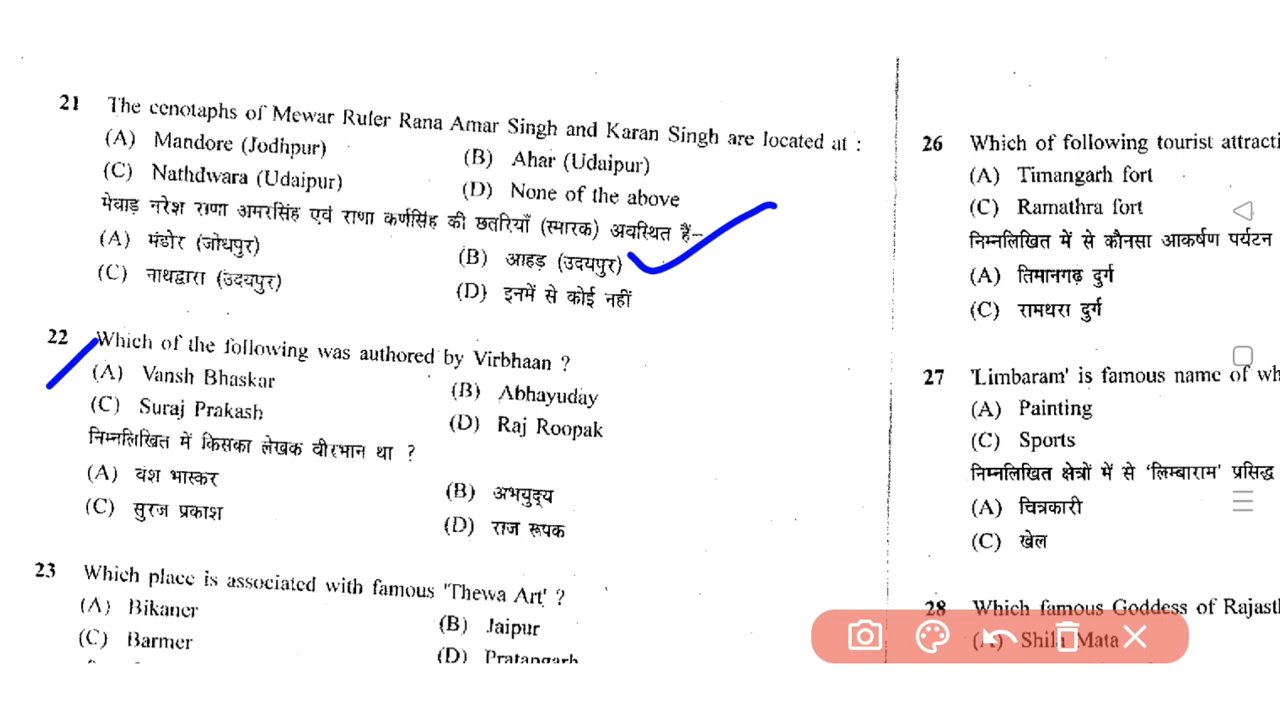 21 The cenotaphs of Mewar Ruler Rana Amar Singh and Karan Singh are located at :
(A) Mandore (Jodhpur)
(B) Ahar (Udaipur)
(C) Nathdwara (Udaipur)
(D) None of the above
मेवाड़ नरेश राणा अमरसिंह एवं राणा कर्णसिंह की छतरियाँ (स्मारक) अवस्थित हैं–
(A) मंडोर (जोधपुर)
(B) आहड़ (उदयपुर)
(C) नाथद्वारा (उदयपुर)
(D) इनमें से कोई नहीं
22 Which of the following was authored by Virbhaan ?
(A) Vansh Bhaskar
(B) Abhayuday
(C) Suraj Prakash
(D) Raj Roopak
निम्नलिखित में किसका लेखक वीरभान था ?
(A) वंश भास्कर
(B) अभयुद्य
(C) सुरज प्रकाश
(D) राज रूपक
23 Which place is associated with famous 'Thewa Art' ?
(A) Bikaner
(B) Jaipur
(C) Barmer
(D) Pratapgarh
26 Which of following tourist attracti
(A) Timangarh fort
(C) Ramathra fort
निम्नलिखित में से कौनसा आकर्षण पर्यटन
(A) तिमानगढ़ दुर्ग
(C) रामथरा दुर्ग
27 'Limbaram' is famous name of wh
(A) Painting
(C) Sports
निम्नलिखित क्षेत्रों में से 'लिम्बाराम' प्रसिद्ध
(A) चित्रकारी
(C) खेल
28 Which famous Goddess of Rajast
(A) Shila Mata